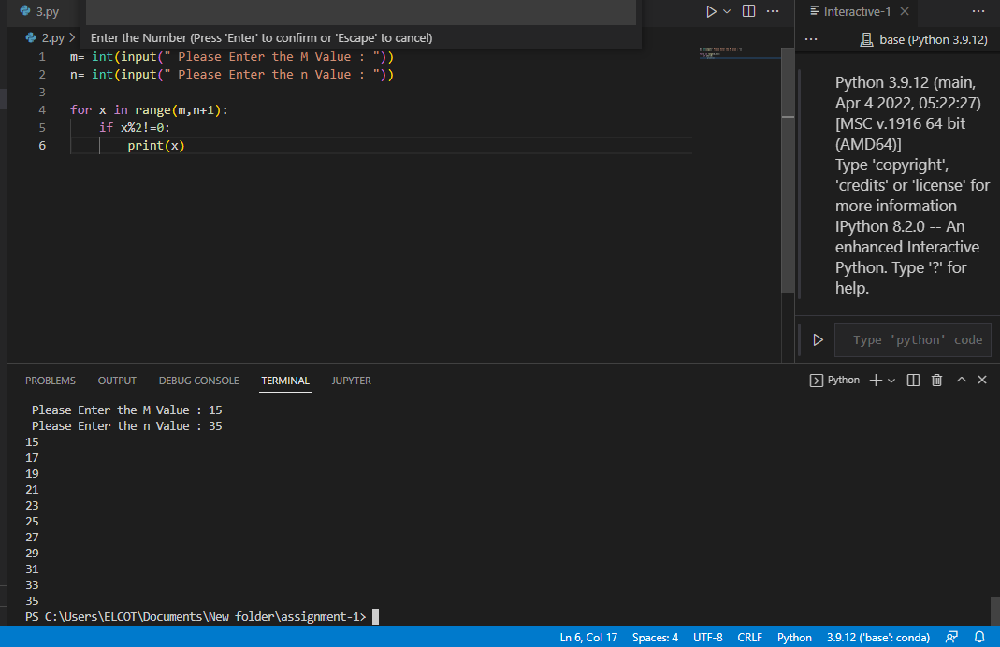 3.py
Interactive-1
2.py
Enter the Number (Press 'Enter' to confirm or 'Escape' to cancel)
base (Python 3.9.12)
1 m= int(input(" Please Enter the M Value : "))
2 n= int(input(" Please Enter the n Value : "))
3
4 for x in range(m,n+1):
5 if x%2!=0:
6 print(x)
Python 3.9.12 (main,
Apr 4 2022, 05:22:27)
[MSC v.1916 64 bit
(AMD64)]
Type 'copyright',
'credits' or 'license' for
more information
IPython 8.2.0 -- An
enhanced Interactive
Python. Type '?' for
help.
Type 'python' code
PROBLEMS OUTPUT DEBUG CONSOLE TERMINAL JUPYTER Python
Please Enter the M Value : 15
Please Enter the n Value : 35
15
17
19
21
23
25
27
29
31
33
35
PS C:\Users\ELCOT\Documents\New folder\assignment-1>
Ln 6, Col 17 Spaces: 4 UTF-8 CRLF Python 3.9.12 ('base': conda)